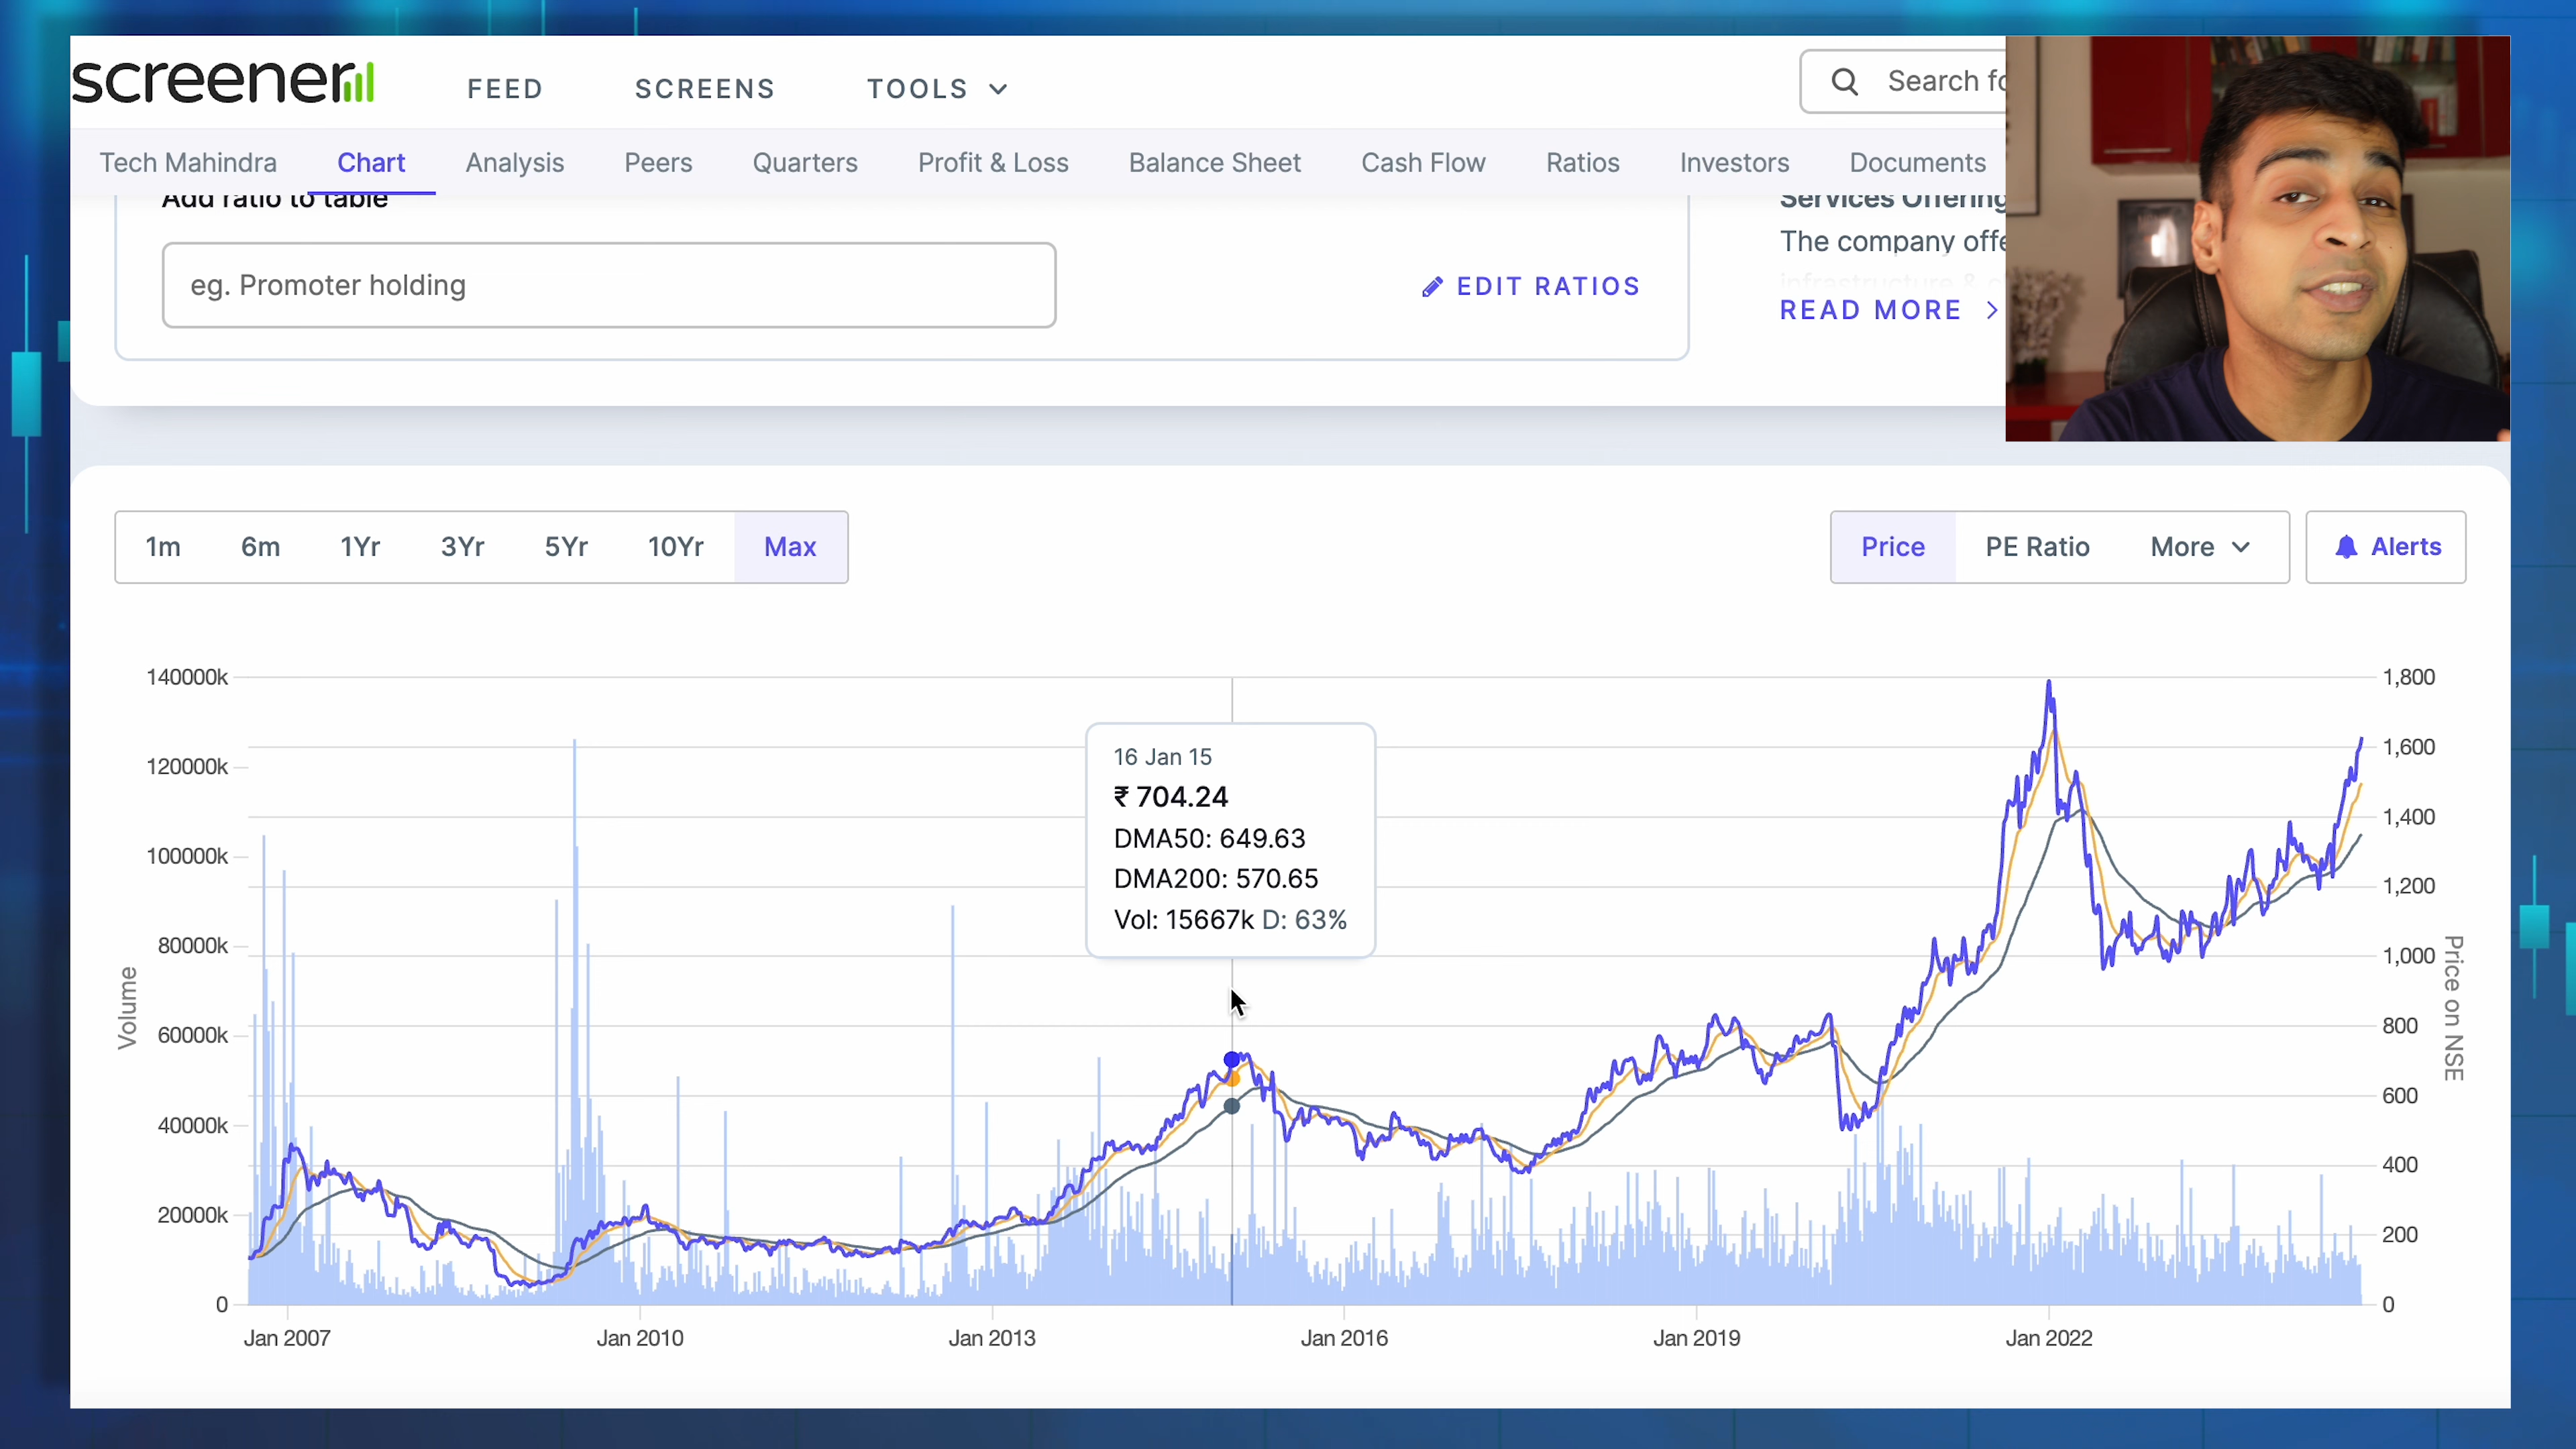 screener
FEED
SCREENS
TOOLS
Search fo
Tech Mahindra
Chart
Analysis
Peers
Quarters
Profit & Loss
Balance Sheet
Cash Flow
Ratios
Investors
Documents
Add ratio to table
eg. Promoter holding
EDIT RATIOS
Services Offering
The company offe
infrastructure & c
READ MORE
1m
6m
1Yr
3Yr
5Yr
10Yr
Max
Price
PE Ratio
More
Alerts
140000k
120000k
100000k
80000k
60000k
40000k
20000k
0
Volume
16 Jan 15
₹ 704.24
DMA50: 649.63
DMA200: 570.65
Vol: 15667k D: 63%
1,800
1,600
1,400
1,200
1,000
800
600
400
200
0
Price on NSE
Jan 2007
Jan 2010
Jan 2013
Jan 2016
Jan 2019
Jan 2022